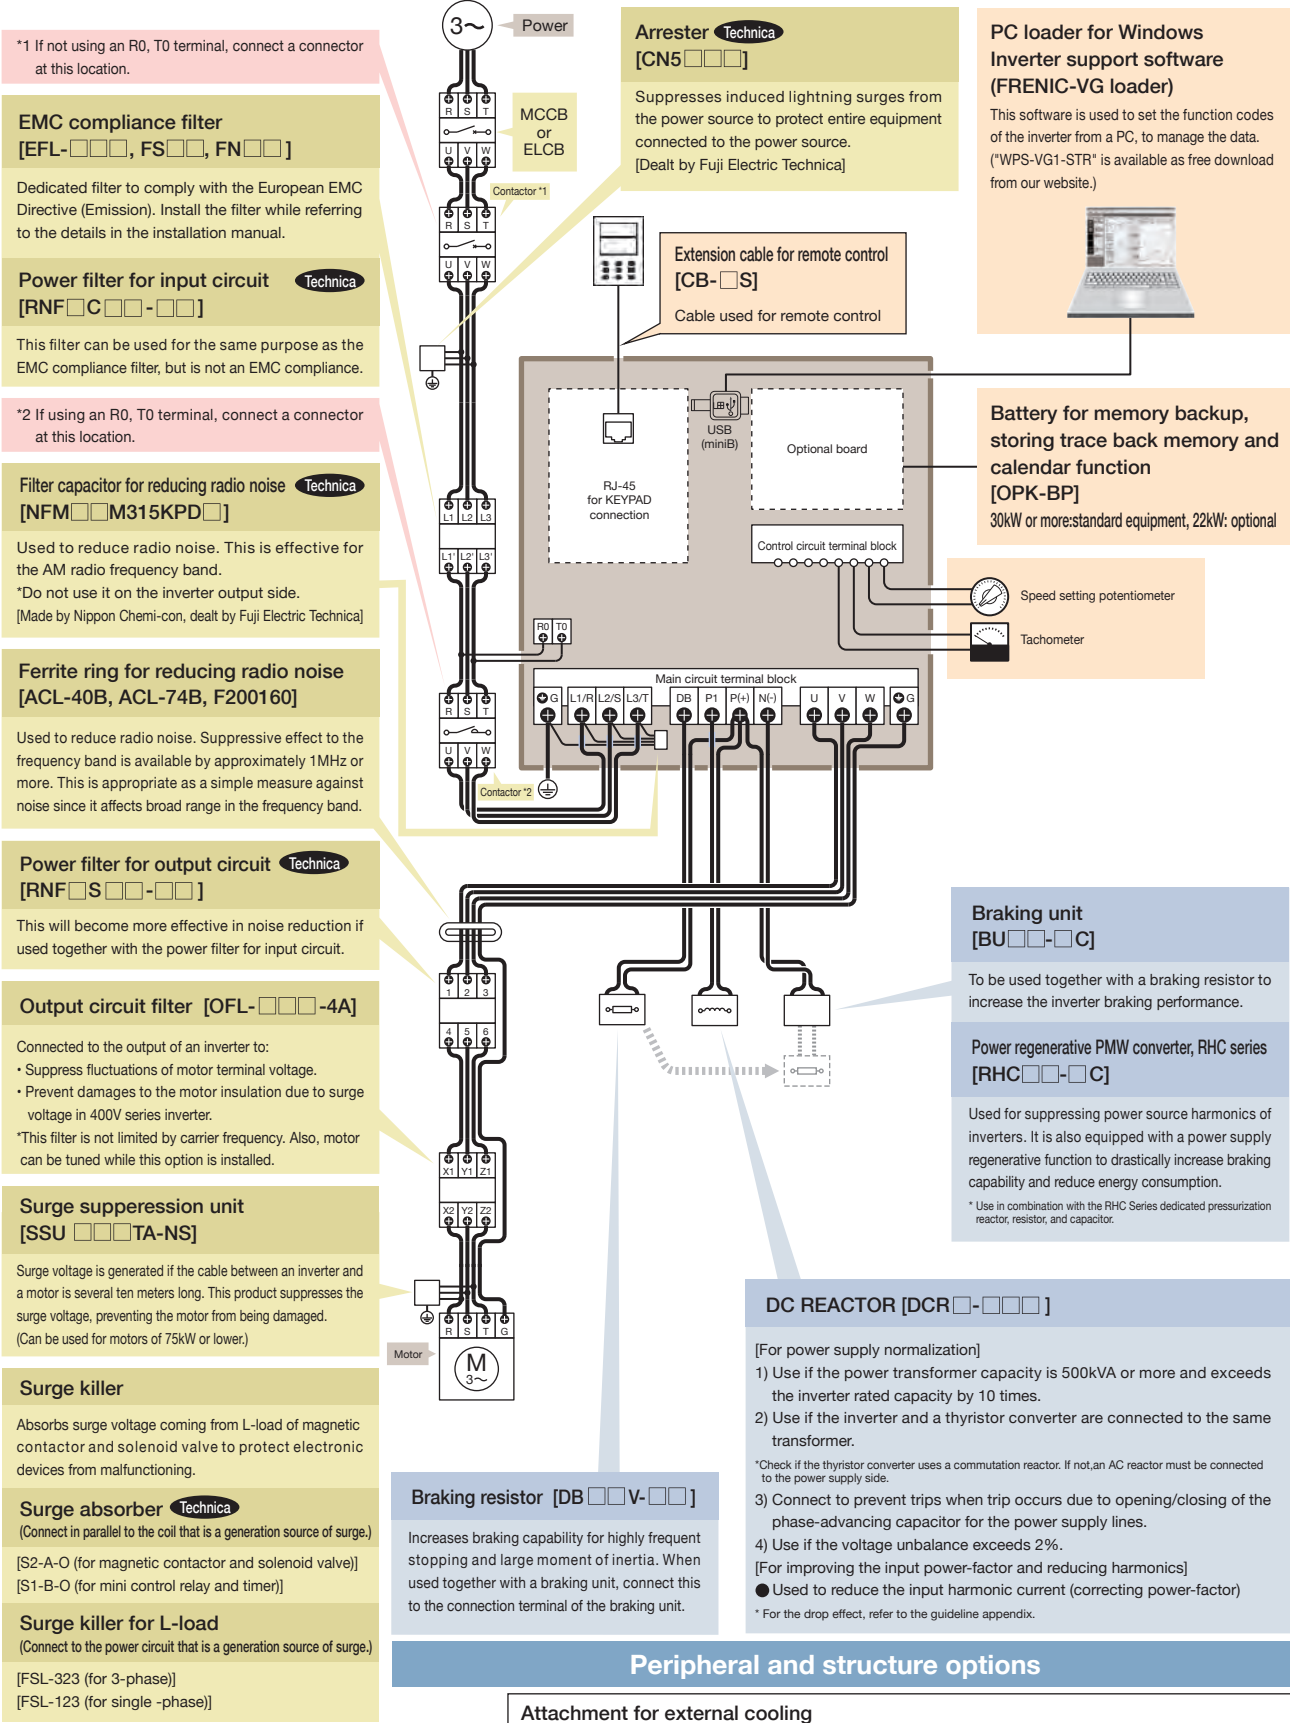 *1 If not using an R0, T0 terminal, connect a connector
at this location.
EMC compliance filter
[EFL-□□□, FS□□, FN□□]
Dedicated filter to comply with the European EMC
Directive (Emission). Install the filter while referring
to the details in the installation manual.
Power filter for input circuit Technica
[RNF□C□□-□□]
This filter can be used for the same purpose as the
EMC compliance filter, but is not an EMC compliance.
*2 If using an R0, T0 terminal, connect a connector
at this location.
Filter capacitor for reducing radio noise Technica
[NFM□□M315KPD□]
Used to reduce radio noise. This is effective for
the AM radio frequency band.
*Do not use it on the inverter output side.
[Made by Nippon Chemi-con, dealt by Fuji Electric Technica]
Ferrite ring for reducing radio noise
[ACL-40B, ACL-74B, F200160]
Used to reduce radio noise. Suppressive effect to the
frequency band is available by approximately 1MHz or
more. This is appropriate as a simple measure against
noise since it affects broad range in the frequency band.
Power filter for output circuit Technica
[RNF□S□□-□□]
This will become more effective in noise reduction if
used together with the power filter for input circuit.
Output circuit filter [OFL-□□□-4A]
Connected to the output of an inverter to:
• Suppress fluctuations of motor terminal voltage.
• Prevent damages to the motor insulation due to surge
voltage in 400V series inverter.
*This filter is not limited by carrier frequency. Also, motor
can be tuned while this option is installed.
Surge supperession unit
[SSU □□□TA-NS]
Surge voltage is generated if the cable between an inverter and
a motor is several ten meters long. This product suppresses the
surge voltage, preventing the motor from being damaged.
(Can be used for motors of 75kW or lower.)
Surge killer
Absorbs surge voltage coming from L-load of magnetic
contactor and solenoid valve to protect electronic
devices from malfunctioning.
Surge absorber Technica
(Connect in parallel to the coil that is a generation source of surge.)
[S2-A-O (for magnetic contactor and solenoid valve)]
[S1-B-O (for mini control relay and timer)]
Surge killer for L-load
(Connect to the power circuit that is a generation source of surge.)
[FSL-323 (for 3-phase)]
[FSL-123 (for single -phase)]
3~
Power
R S T
U V W
MCCB
or
ELCB
Contactor *1
R S T
U V W
L1 L2 L3
L1' L2' L3'
R S T
U V W
Contactor *2
1 2 3
4 5 6
X1 Y1 Z1
X2 Y2 Z2
R S T G
Motor
M
3~
Arrester Technica
[CN5□□□]
Suppresses induced lightning surges from
the power source to protect entire equipment
connected to the power source.
[Dealt by Fuji Electric Technica]
Extension cable for remote control
[CB-□S]
Cable used for remote control
RJ-45
for KEYPAD
connection
USB
(miniB)
Optional board
Control circuit terminal block
R0 T0
Main circuit terminal block
G L1/R L2/S L3/T DB P1 P(+) N(-) U V W G
PC loader for Windows
Inverter support software
(FRENIC-VG loader)
This software is used to set the function codes
of the inverter from a PC, to manage the data.
("WPS-VG1-STR" is available as free download
from our website.)
Battery for memory backup,
storing trace back memory and
calendar function
[OPK-BP]
30kW or more:standard equipment, 22kW: optional
Speed setting potentiometer
Tachometer
Braking unit
[BU□□-□C]
To be used together with a braking resistor to
increase the inverter braking performance.
Power regenerative PMW converter, RHC series
[RHC□□-□C]
Used for suppressing power source harmonics of
inverters. It is also equipped with a power supply
regenerative function to drastically increase braking
capability and reduce energy consumption.
* Use in combination with the RHC Series dedicated pressurization
reactor, resistor, and capacitor.
DC REACTOR [DCR□-□□□]
[For power supply normalization]
1) Use if the power transformer capacity is 500kVA or more and exceeds
the inverter rated capacity by 10 times.
2) Use if the inverter and a thyristor converter are connected to the same
transformer.
*Check if the thyristor converter uses a commutation reactor. If not,an AC reactor must be connected
to the power supply side.
3) Connect to prevent trips when trip occurs due to opening/closing of the
phase-advancing capacitor for the power supply lines.
4) Use if the voltage unbalance exceeds 2%.
[For improving the input power-factor and reducing harmonics]
● Used to reduce the input harmonic current (correcting power-factor)
* For the drop effect, refer to the guideline appendix.
Braking resistor [DB□□V-□□]
Increases braking capability for highly frequent
stopping and large moment of inertia. When
used together with a braking unit, connect this
to the connection terminal of the braking unit.
Peripheral and structure options
Attachment for external cooling